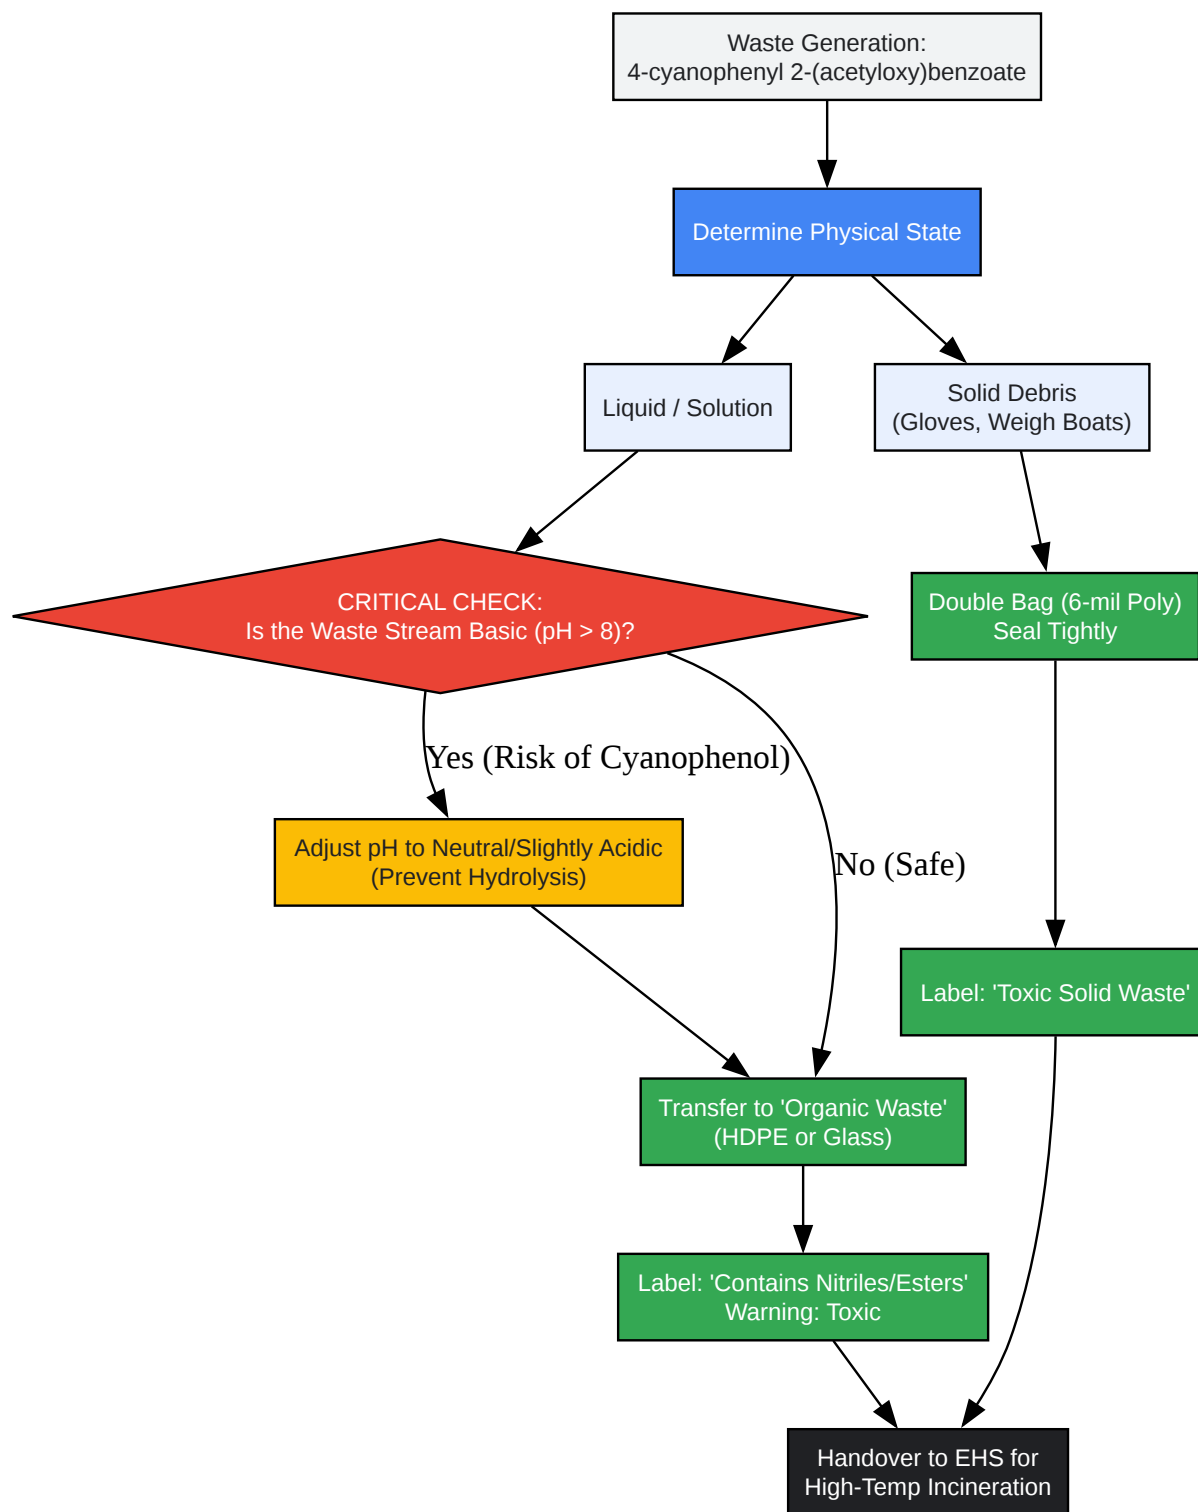 Waste Generation:
4-cyanophenyl 2-(acetyloxy)benzoate
Determine Physical State
Liquid / Solution
Solid Debris
(Gloves, Weigh Boats)
CRITICAL CHECK:
Is the Waste Stream Basic (pH > 8)?
Double Bag (6-mil Poly)
Seal Tightly
Yes (Risk of Cyanophenol)
Adjust pH to Neutral/Slightly Acidic
(Prevent Hydrolysis)
No (Safe)
Label: 'Toxic Solid Waste'
Transfer to 'Organic Waste'
(HDPE or Glass)
Label: 'Contains Nitriles/Esters'
Warning: Toxic
Handover to EHS for
High-Temp Incineration